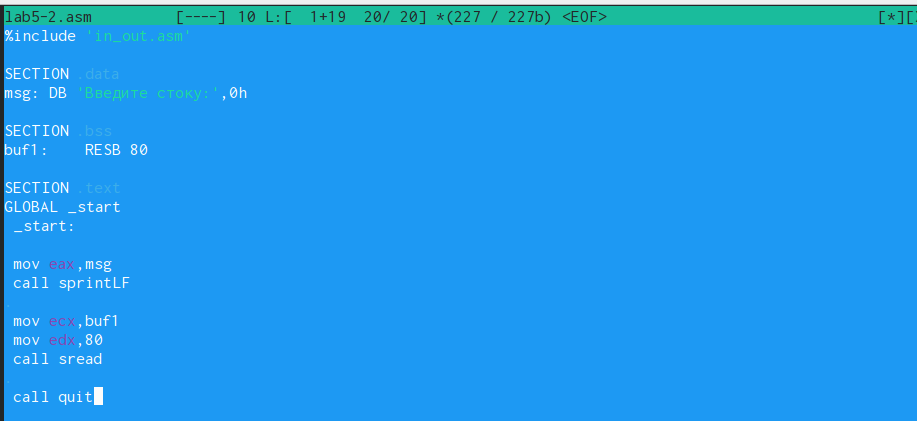 lab5-2.asm [----] 10 L:[ 1+19 20/ 20] *(227 / 227b) <EOF> [*][
%include 'in_out.asm'
SECTION .data
msg: DB 'Введите стоку:',0h
SECTION .bss
buf1: RESB 80
SECTION .text
GLOBAL _start
_start:
mov eax,msg
call sprintLF
mov ecx,buf1
mov edx,80
call sread
call quit